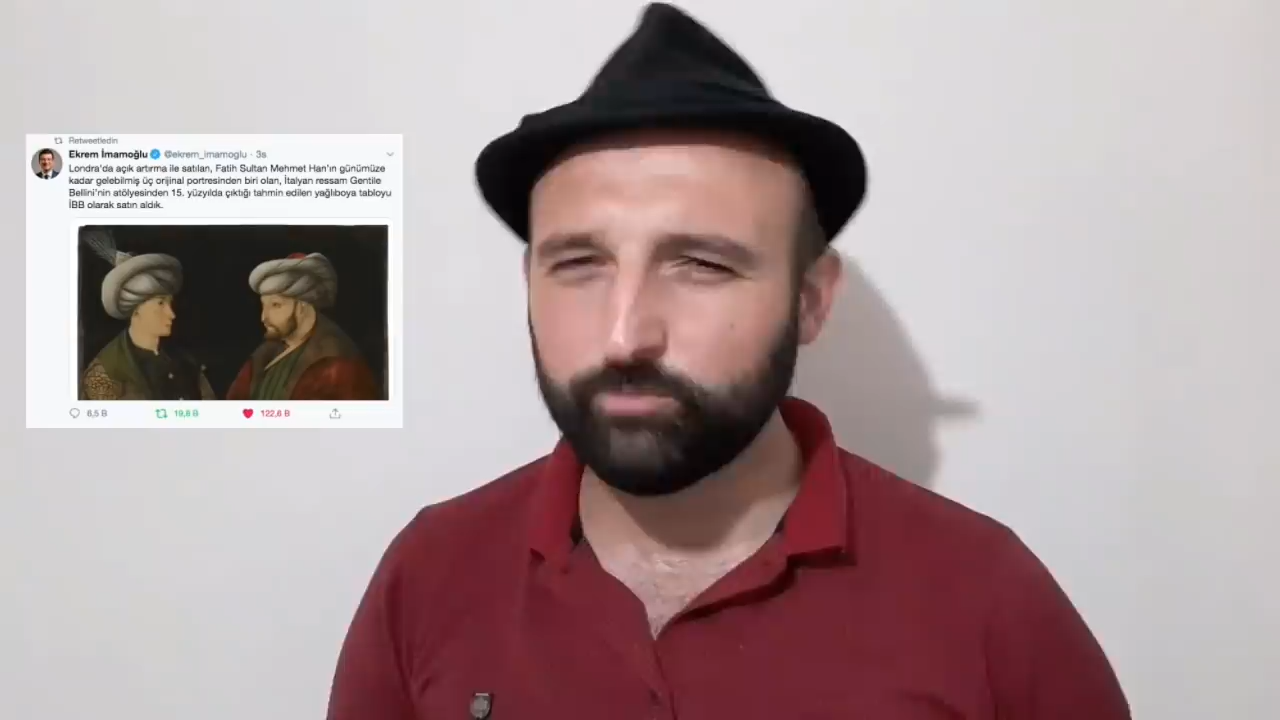 Retweetledin
Ekrem İmamoğlu @ekrem_imamoglu · 3s
Londra'da açık artırma ile satılan, Fatih Sultan Mehmet Han'ın günümüze
kadar gelebilmiş üç orijinal portresinden biri olan, İtalyan ressam Gentile
Bellini'nin atölyesinden 15. yüzyılda çıktığı tahmin edilen yağlıboya tabloyu
İBB olarak satın aldık.
6,5 B 19,8 B 122,6 B